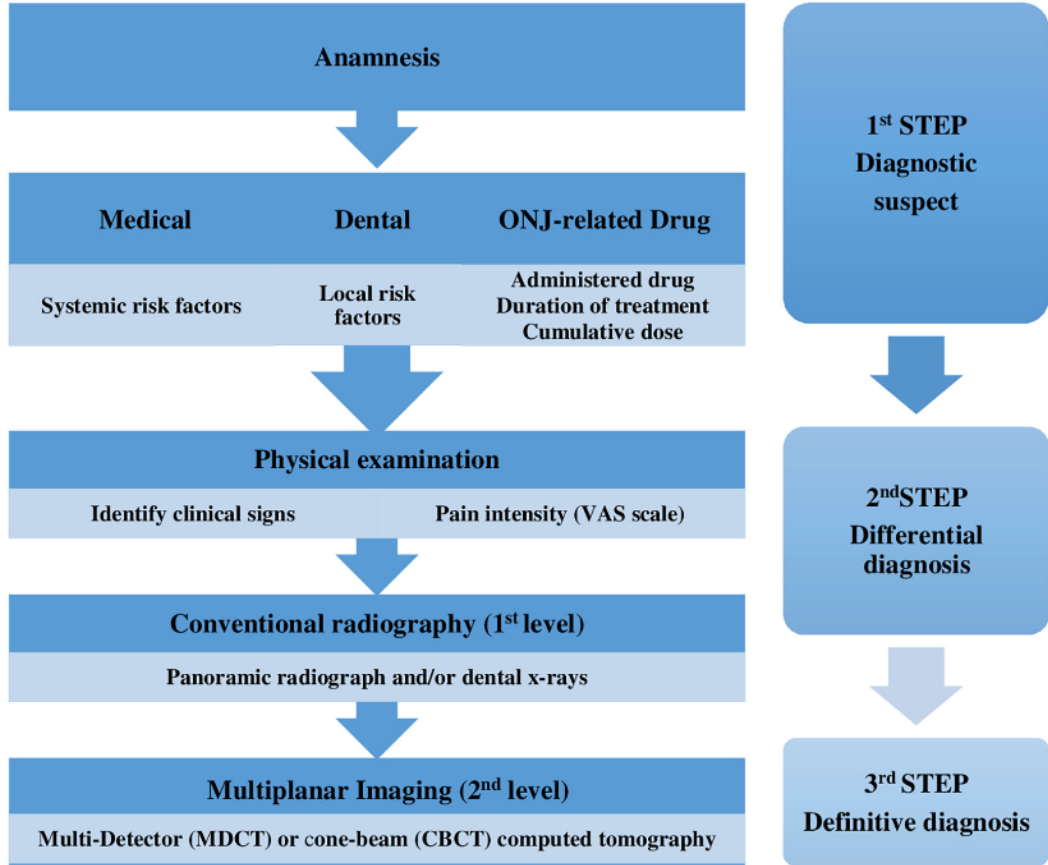 Anamnesis
Medical
Dental
ONJ-related Drug
Systemic risk factors
Local risk
factors
Administered drug
Duration of treatment
Cumulative dose
Physical examination
Identify clinical signs
Pain intensity (VAS scale)
Conventional radiography (1st level)
Panoramic radiograph and/or dental x-rays
Multiplanar Imaging (2nd level)
Multi-Detector (MDCT) or cone-beam (CBCT) computed tomography
1st STEP
Diagnostic
suspect
2ndSTEP
Differential
diagnosis
3rd STEP
Definitive diagnosis